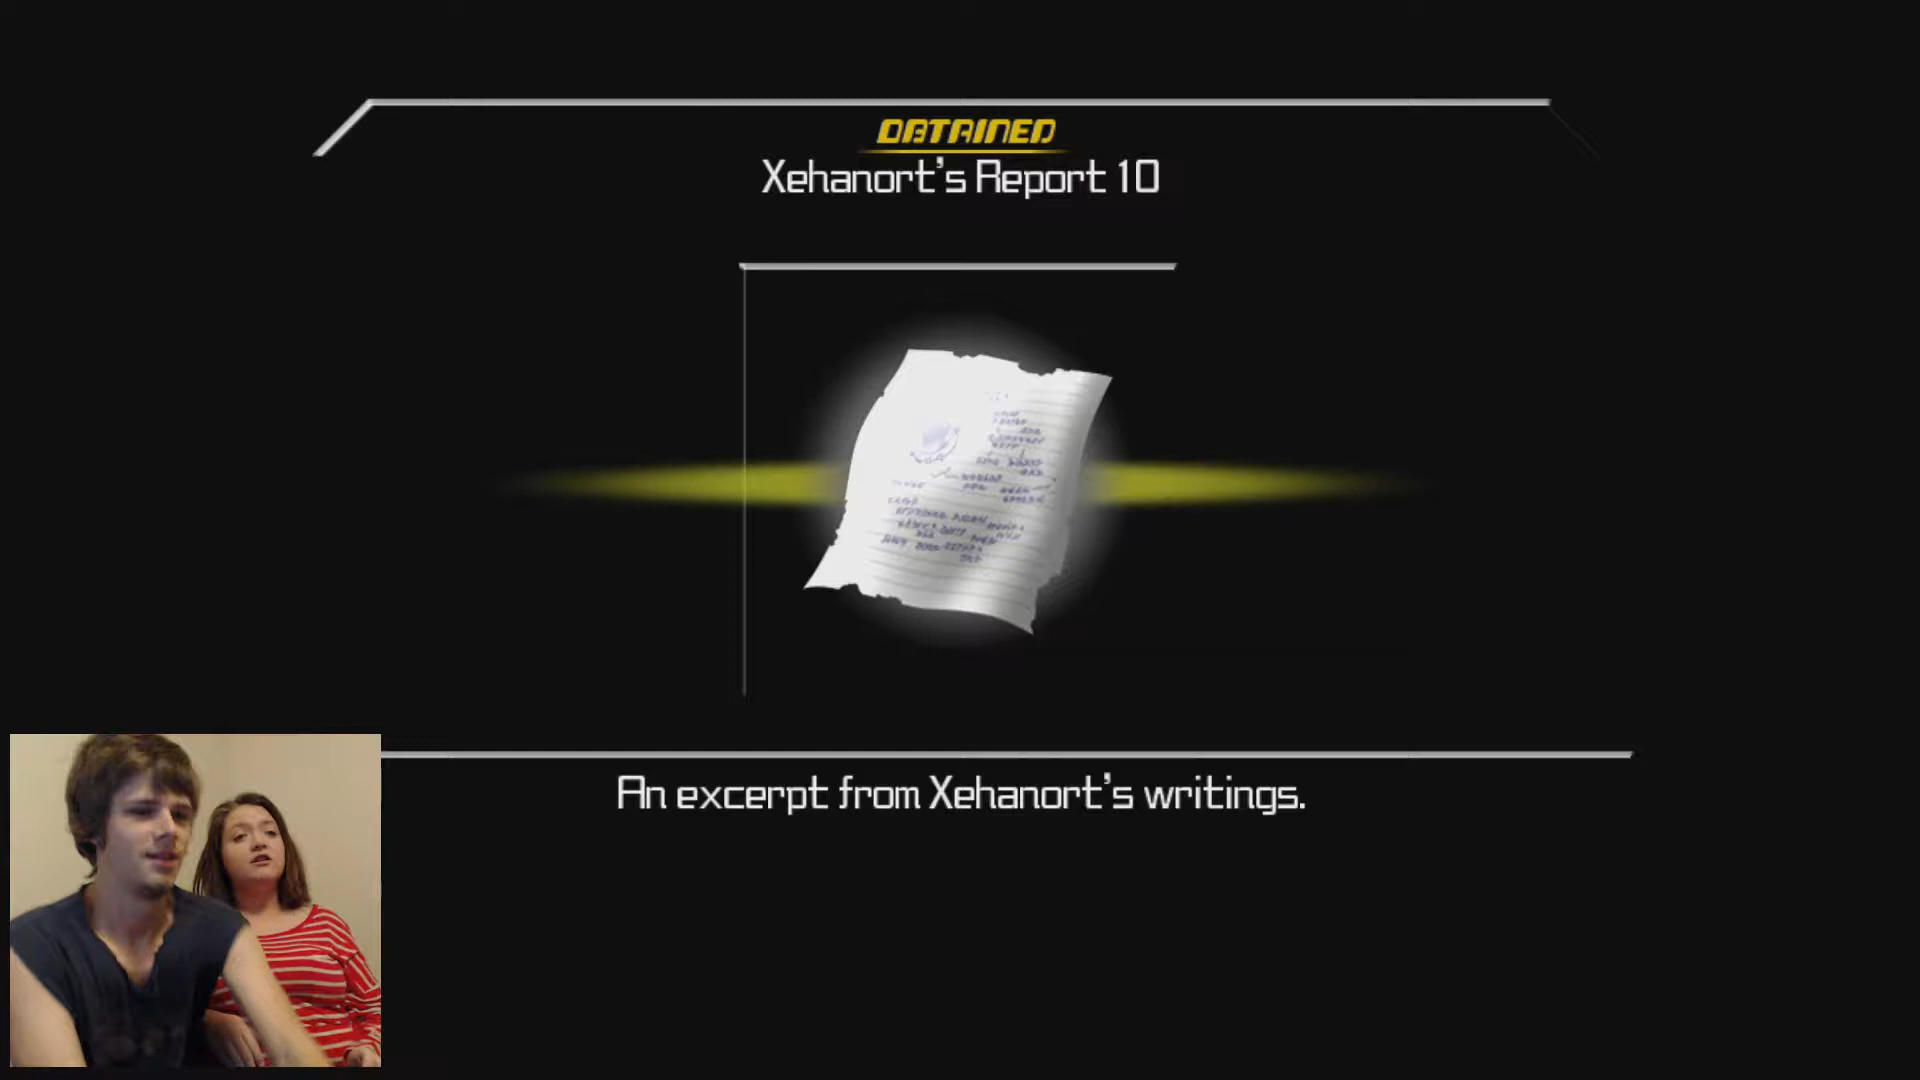 OBTAINED
Xehanort's Report 10
An excerpt from Xehanort's writings.